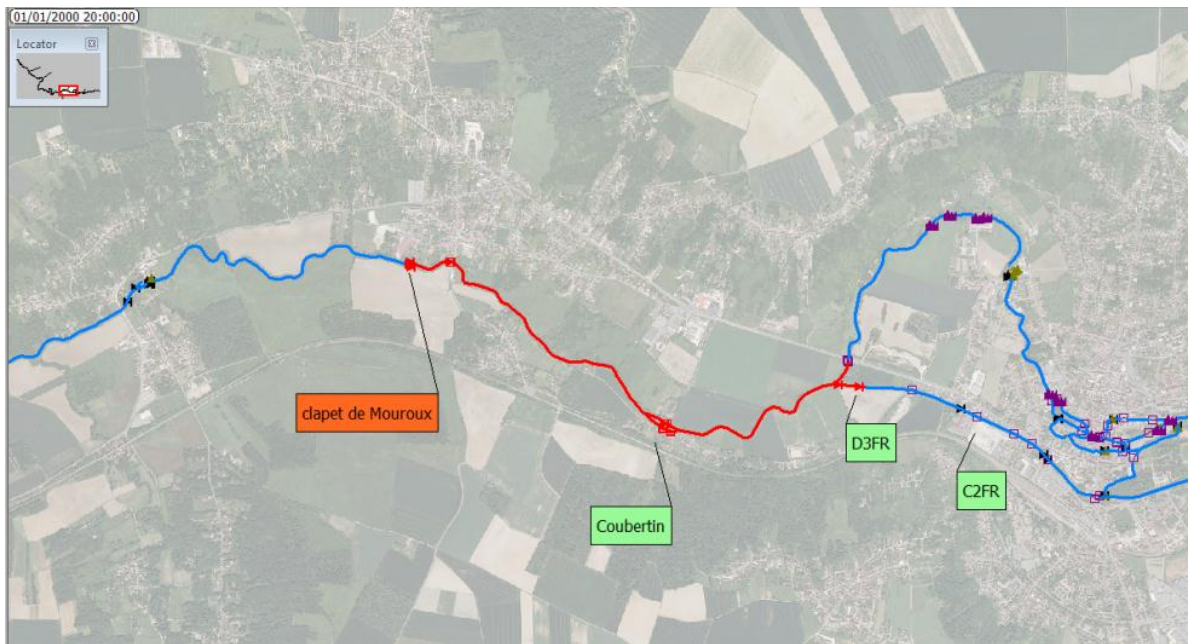 01/01/2000 20:00:00
Locator
clapet de Mouroux
D3FR
C2FR
Coubertin